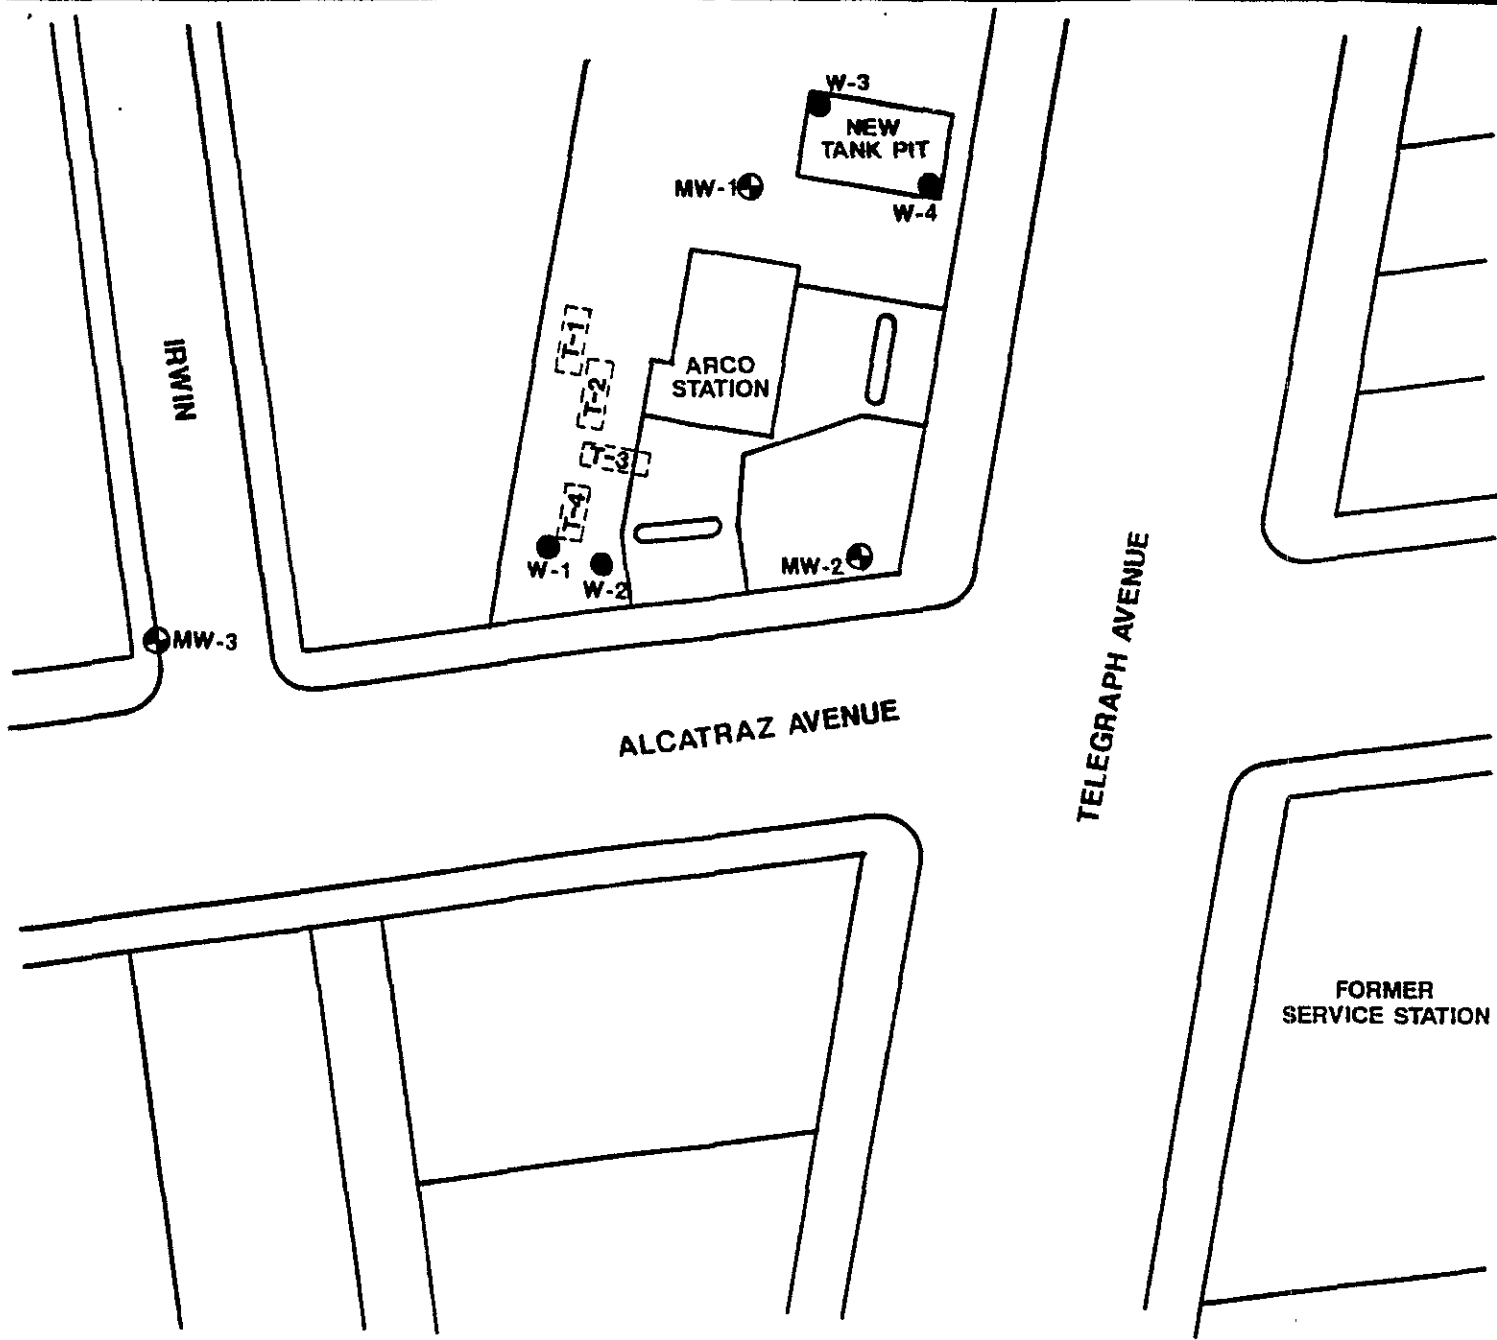 W-3
NEW
TANK PIT
MW-1
W-4
IRWIN
T-1
ARCO
STATION
T-2
T-3
T-4
W-1
W-2
MW-2
MW-3
TELEGRAPH AVENUE
ALCATRAZ AVENUE
FORMER
SERVICE STATION